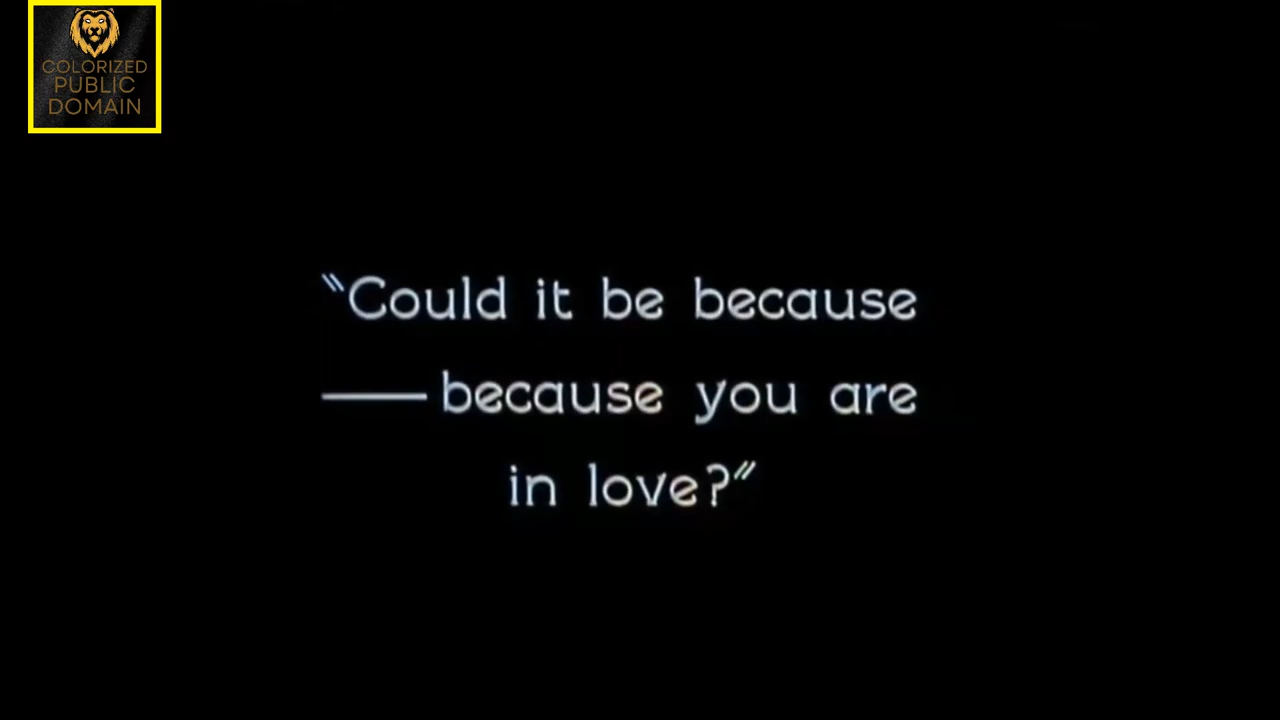 COLORIZED
PUBLIC
DOMAIN
"Could it be because
——because you are
in love?"